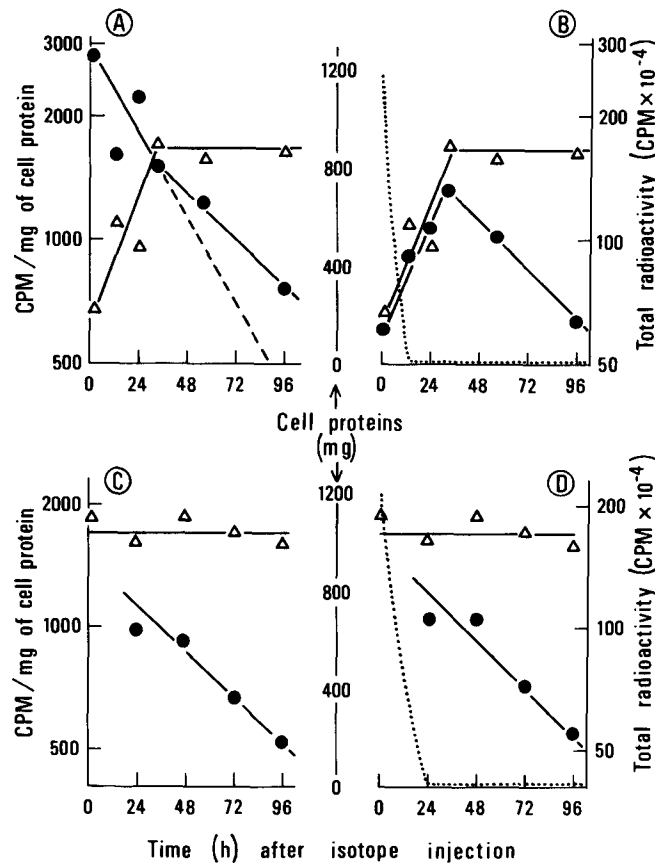 A
B
3000
2000
1000
500
CPM/mg of cell protein
1200
800
400
0
300
200
100
50
Total radioactivity (CPM × 10-4)
0 24 48 72 96
0 24 48 72 96
Cell proteins
(mg)
C
D
2000
1000
500
CPM/mg of cell protein
1200
800
400
0
200
100
50
Total radioactivity (CPM × 10-4)
0 24 48 72 96
0 24 48 72 96
Time (h) after isotope injection